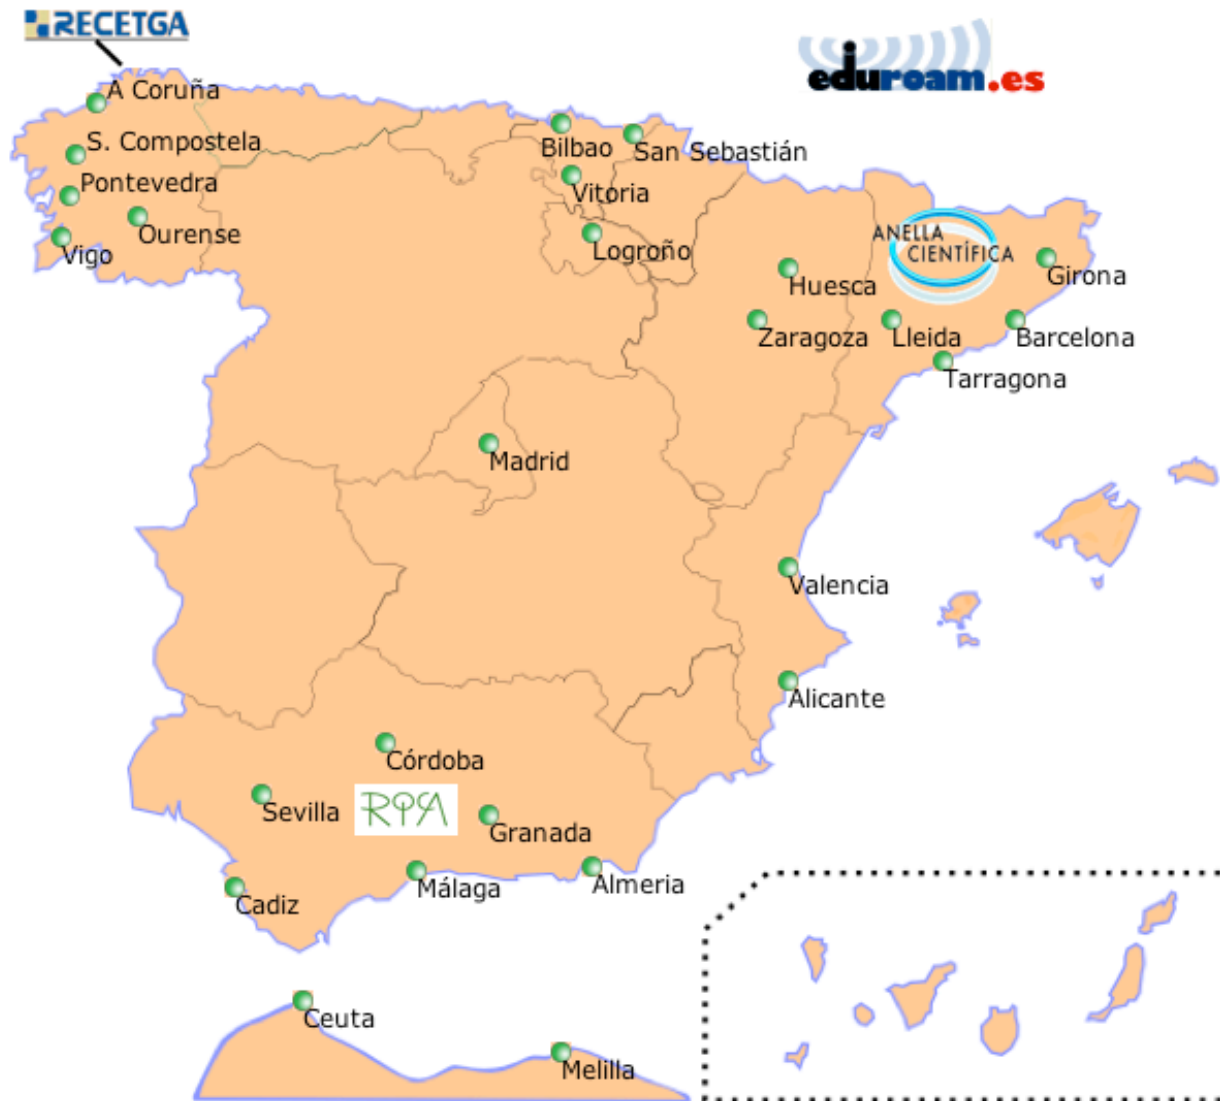 RECETGA
eduroam.es
A Coruña
S. Compostela
Pontevedra
Ourense
Vigo
Bilbao
San Sebastián
Vitoria
Logroño
ANELLA
CIENTÍFICA
Girona
Huesca
Zaragoza
Lleida
Barcelona
Tarragona
Madrid
Valencia
Alicante
Córdoba
Sevilla
RICA
Granada
Málaga
Almeria
Cadiz
Ceuta
Melilla